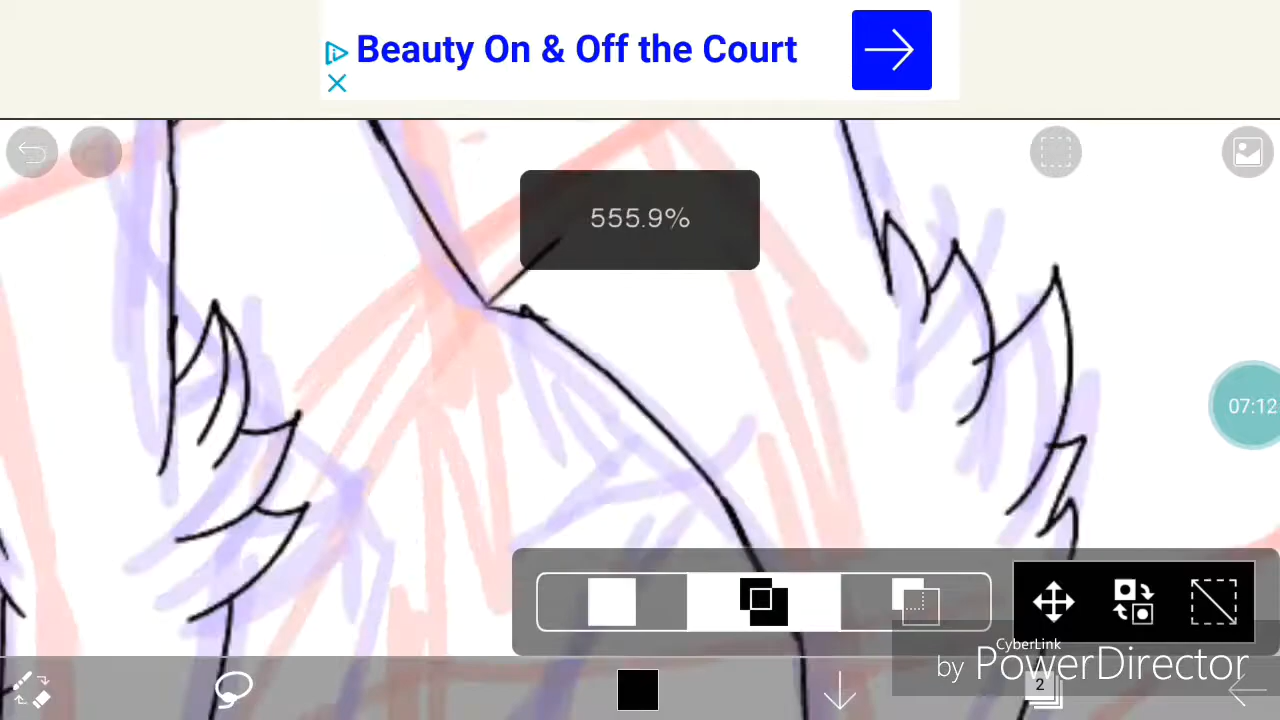 Beauty On & Off the Court
555.9%
07:12
CyberLink
by PowerDirector
2